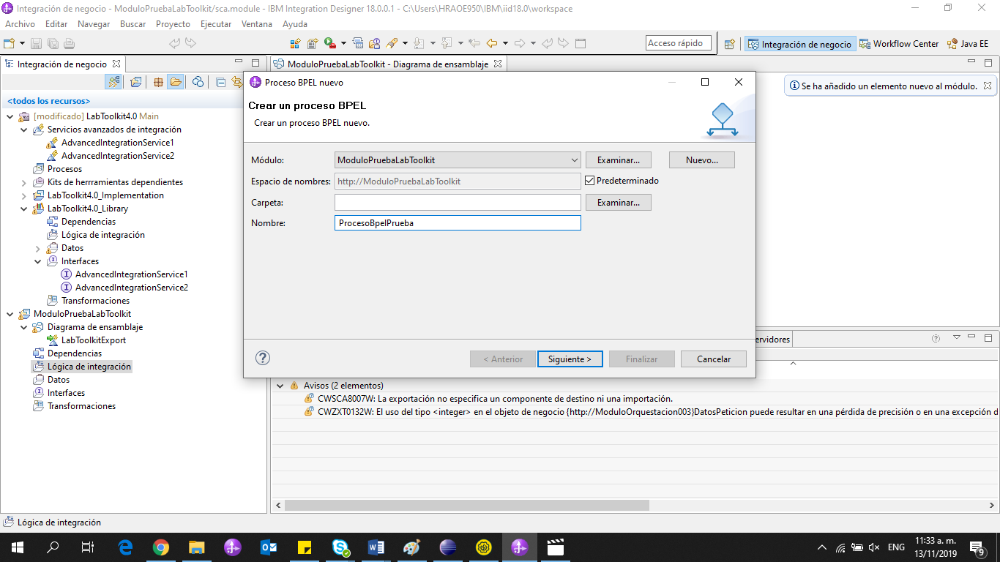 Integración de negocio - ModuloPruebaLabToolkit/sca.module - IBM Integration Designer 18.0.0.1 - C:\Users\HRAOE950\IBM\iid18.0\workspace
Archivo Editar Navegar Buscar Proyecto Ejecutar Ventana Ayuda
Acceso rápido Integración de negocio Workflow Center Java EE
Integración de negocio
ModuloPruebaLabToolkit - Diagrama de ensamblaje
<todos los recursos>
[modificado] LabToolkit4.0 Main
Servicios avanzados de integración
AdvancedIntegrationService1
AdvancedIntegrationService2
Procesos
Kits de herrramientas dependientes
LabToolkit4.0_Implementation
LabToolkit4.0_Library
Dependencias
Lógica de integración
Datos
Interfaces
AdvancedIntegrationService1
AdvancedIntegrationService2
Transformaciones
ModuloPruebaLabToolkit
Diagrama de ensamblaje
LabToolkitExport
Dependencias
Lógica de integración
Datos
Interfaces
Transformaciones
Se ha añadido un elemento nuevo al módulo.
Proceso BPEL nuevo
Crear un proceso BPEL
Crear un proceso BPEL nuevo.
Módulo: ModuloPruebaLabToolkit Examinar... Nuevo...
Espacio de nombres: http://ModuloPruebaLabToolkit Predeterminado
Carpeta: Examinar...
Nombre: ProcesoBpelPrueba
? < Anterior Siguiente > Finalizar Cancelar
ervidores
Avisos (2 elementos)
CWSCA8007W: La exportación no especifica un componente de destino ni una importación.
CWZXT0132W: El uso del tipo <integer> en el objeto de negocio {http://ModuloOrquestacion003}DatosPeticion puede resultar en una pérdida de precisión o en una excepción d
Lógica de integración
ENG
11:33 a. m.
13/11/2019
9